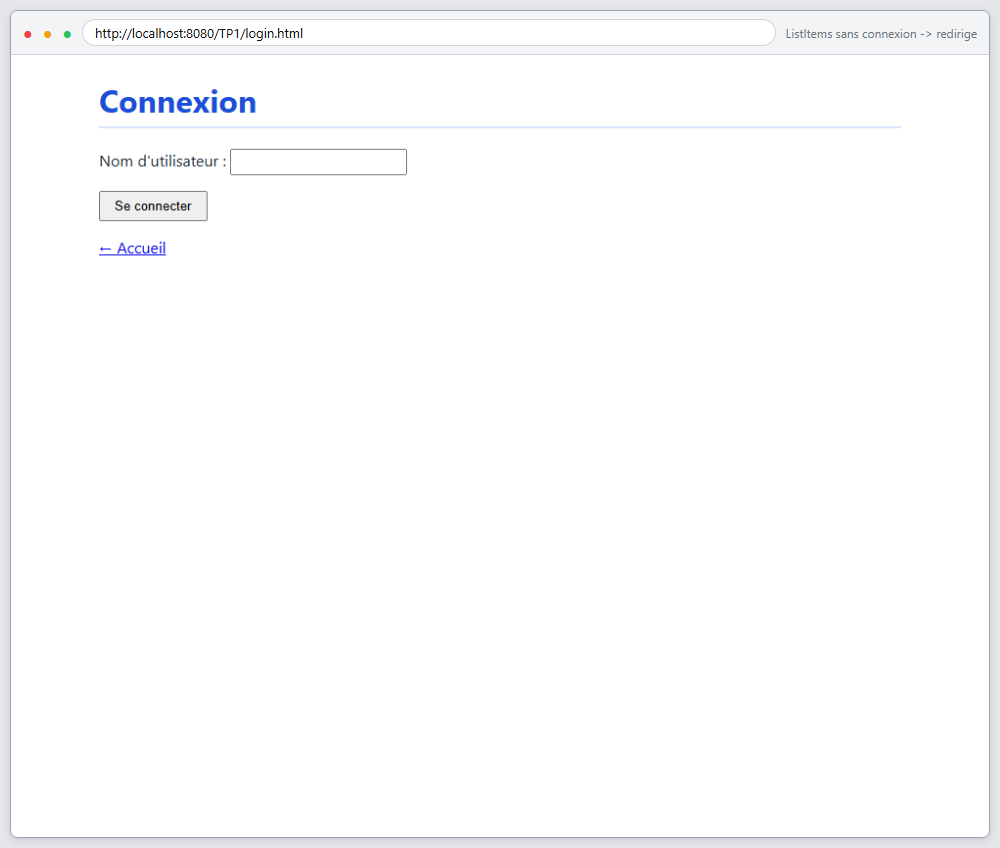 http://localhost:8080/TP1/login.html
ListItems sans connexion -> redirige
Connexion
Nom d'utilisateur :
Se connecter
← Accueil